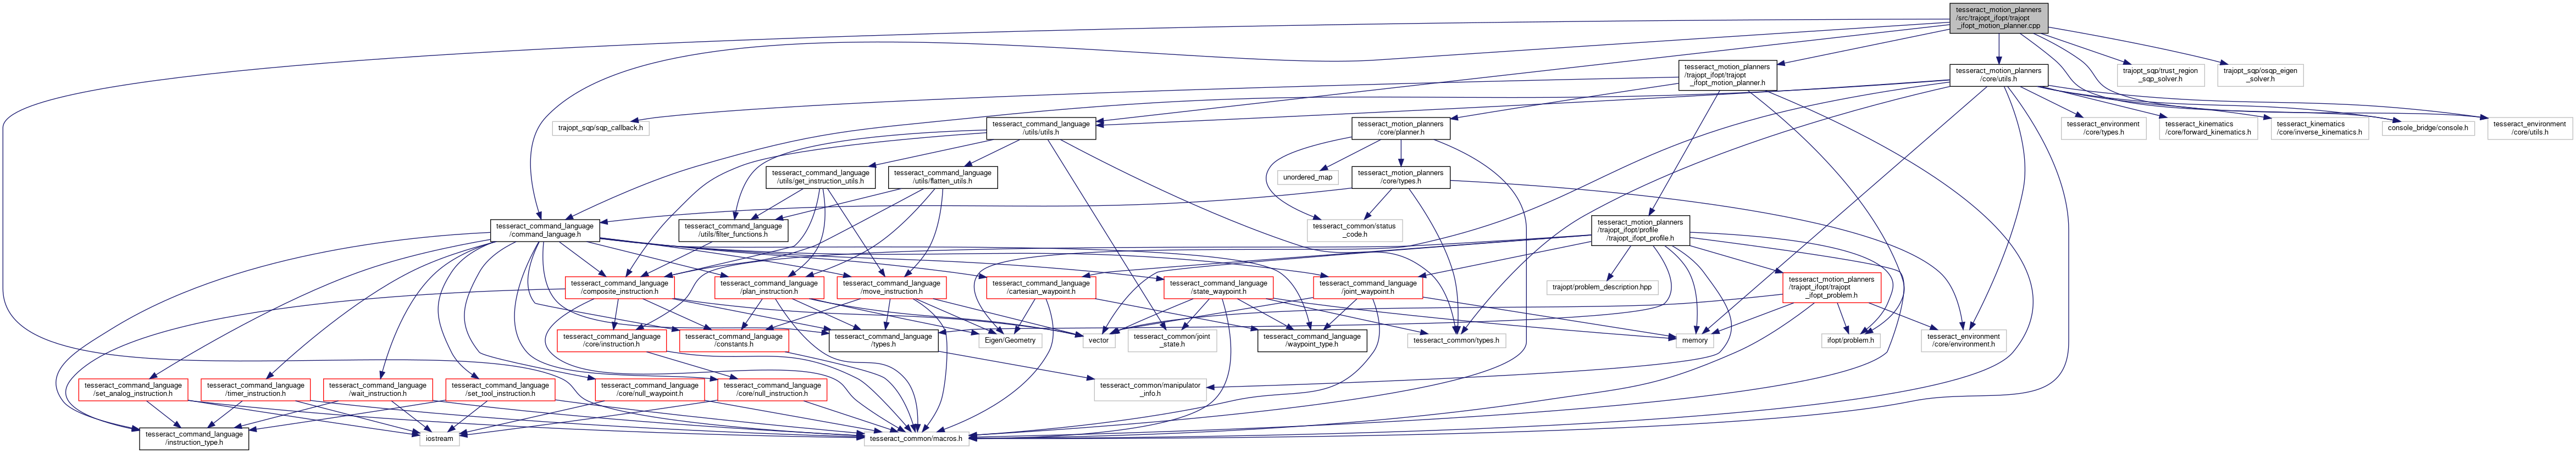 tesseract_motion_planners
/src/trajopt_ifopt/trajopt
_ifopt_motion_planner.cpp
tesseract_motion_planners
/trajopt_ifopt/trajopt
_ifopt_motion_planner.h
tesseract_motion_planners
/core/utils.h
trajopt_sqp/trust_region
_sqp_solver.h
trajopt_sqp/osqp_eigen
_solver.h
trajopt_sqp/sqp_callback.h
tesseract_command_language
/utils/utils.h
tesseract_motion_planners
/core/planner.h
tesseract_environment
/core/types.h
tesseract_kinematics
/core/forward_kinematics.h
tesseract_kinematics
/core/inverse_kinematics.h
console_bridge/console.h
tesseract_environment
/core/utils.h
tesseract_command_language
/utils/get_instruction_utils.h
tesseract_command_language
/utils/flatten_utils.h
unordered_map
tesseract_motion_planners
/core/types.h
tesseract_command_language
/command_language.h
tesseract_command_language
/utils/filter_functions.h
tesseract_common/status
_code.h
tesseract_motion_planners
/trajopt_ifopt/profile
/trajopt_ifopt_profile.h
tesseract_command_language
/composite_instruction.h
tesseract_command_language
/plan_instruction.h
tesseract_command_language
/move_instruction.h
tesseract_command_language
/cartesian_waypoint.h
tesseract_command_language
/state_waypoint.h
tesseract_command_language
/joint_waypoint.h
trajopt/problem_description.hpp
tesseract_motion_planners
/trajopt_ifopt/trajopt
_ifopt_problem.h
tesseract_command_language
/core/instruction.h
tesseract_command_language
/constants.h
tesseract_command_language
/types.h
Eigen/Geometry
vector
tesseract_common/joint
_state.h
tesseract_command_language
/waypoint_type.h
tesseract_common/types.h
memory
ifopt/problem.h
tesseract_environment
/core/environment.h
tesseract_command_language
/set_analog_instruction.h
tesseract_command_language
/timer_instruction.h
tesseract_command_language
/wait_instruction.h
tesseract_command_language
/set_tool_instruction.h
tesseract_command_language
/core/null_waypoint.h
tesseract_command_language
/core/null_instruction.h
tesseract_common/manipulator
_info.h
tesseract_command_language
/instruction_type.h
iostream
tesseract_common/macros.h